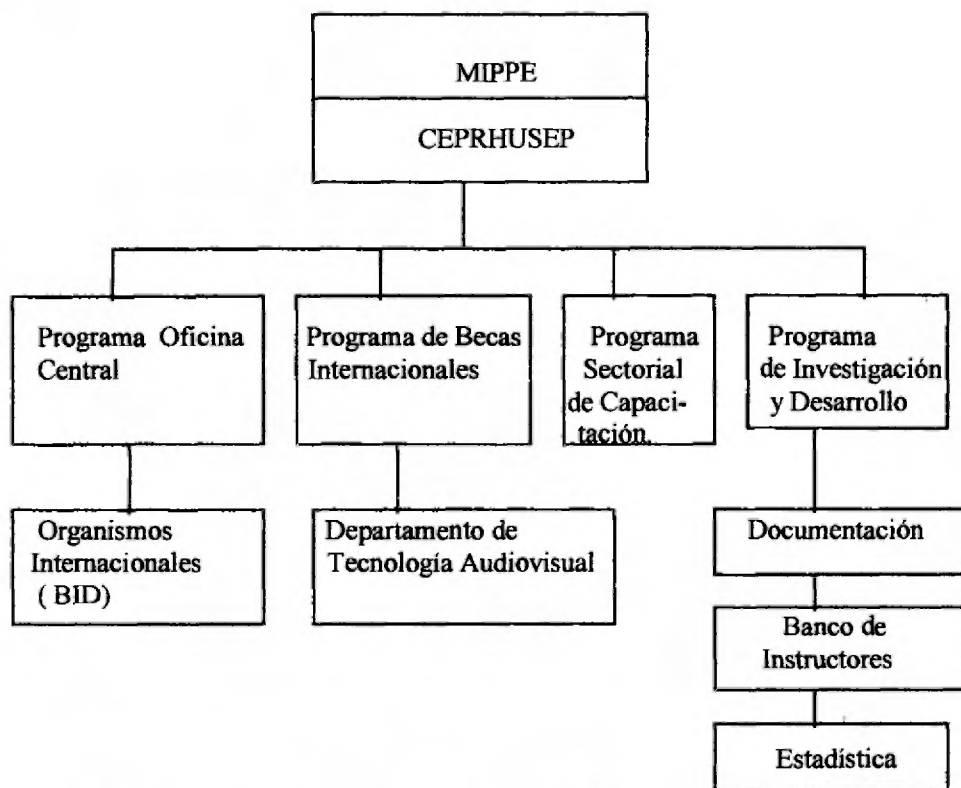 MIPPE
CEPRHUSEP
Programa Oficina
Central
Programa de Becas
Internacionales
Programa
Sectorial
de Capaci-
tación.
Programa
de Investigación
y Desarrollo
Organismos
Internacionales
( BID)
Departamento de
Tecnología Audiovisual
Documentación
Banco de
Instructores
Estadística